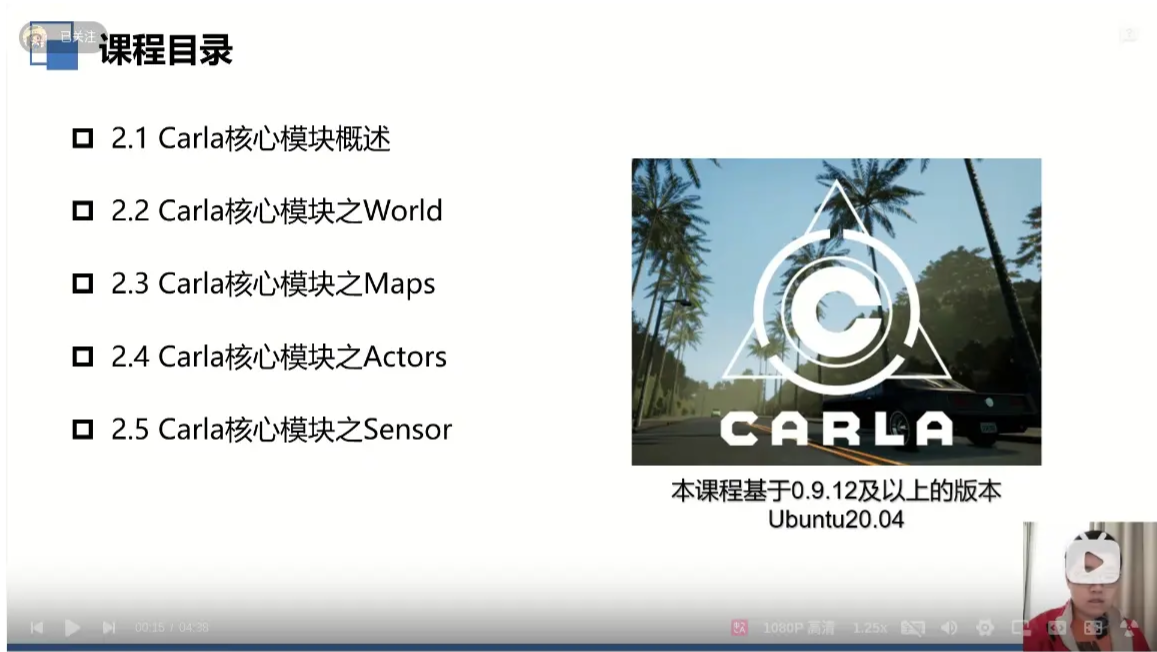 已关注
课程目录
2.1 Carla核心模块概述
2.2 Carla核心模块之World
2.3 Carla核心模块之Maps
2.4 Carla核心模块之Actors
2.5 Carla核心模块之Sensor
CARLA
本课程基于0.9.12及以上的版本
Ubuntu20.04
00:15 / 04:38
1080P 高清
1.25x